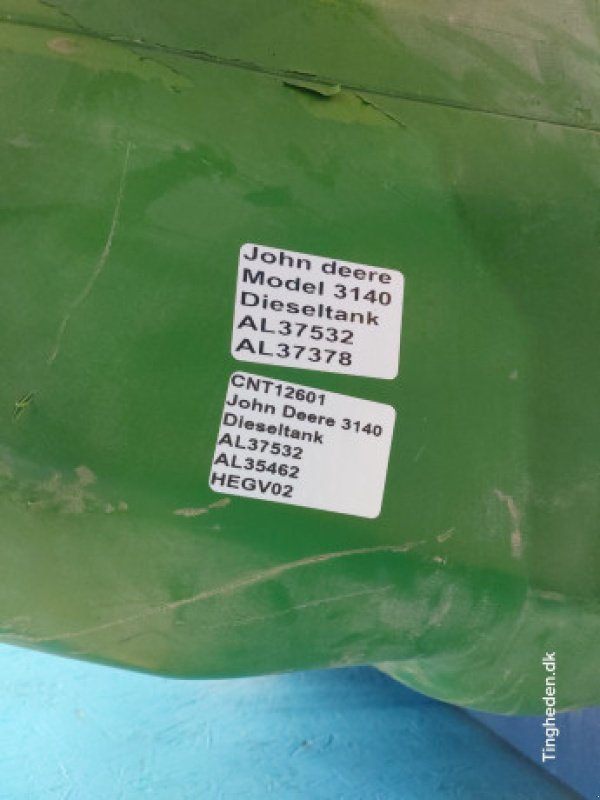 John deere
Model 3140
Dieseltank
AL37532
AL37378
CNT12601
John Deere 3140
Dieseltank
AL37532
AL35462
HEGV02
Tingheden.dk